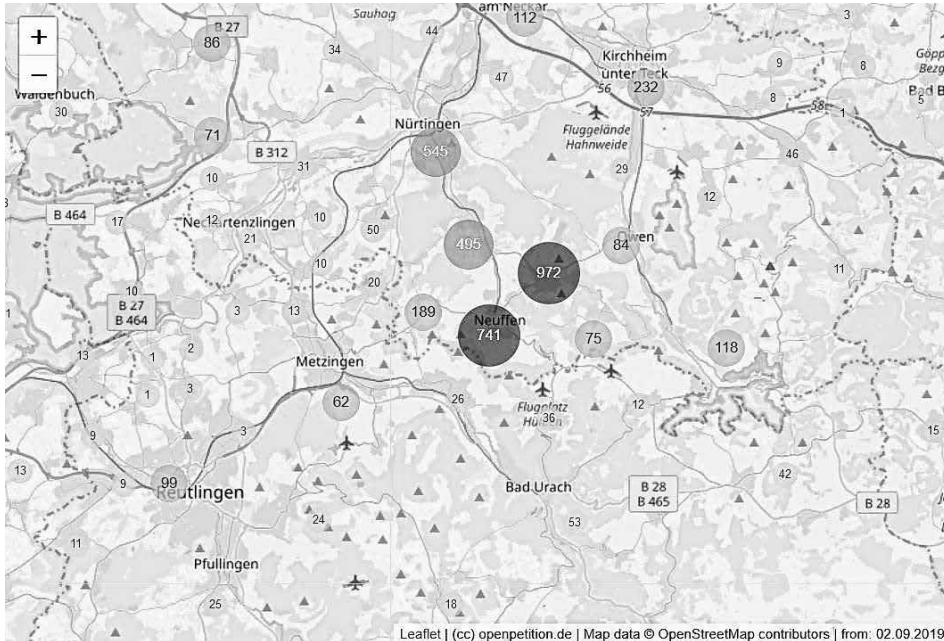 am Neckar
112
Sauhag
3
+
B 27
86
44
34
Kirchheim
unter Teck
Göpp
Bezg
9
8
−
47
56
232
Bad B
Waldenbuch
8
58
5
30
57
1
Nürtingen
Fluggelände
Hahnweide
71
B 312
545
46
31
29
10
12
3
B 464
12
10
17
Neckartenzlingen
50
21
495
84
Owen
10
972
11
20
10
B 27
B 464
3
13
189
1
Neuffen
741
75
118
13
1
2
Metzingen
1
3
62
26
Flugplatz
Hülben
12
36
9
3
15
13
99
9
Reutlingen
Bad Urach
42
B 28
B 465
B 28
24
53
11
Pfullingen
25
18
Leaflet | (cc) openpetition.de | Map data © OpenStreetMap contributors | from: 02.09.2019